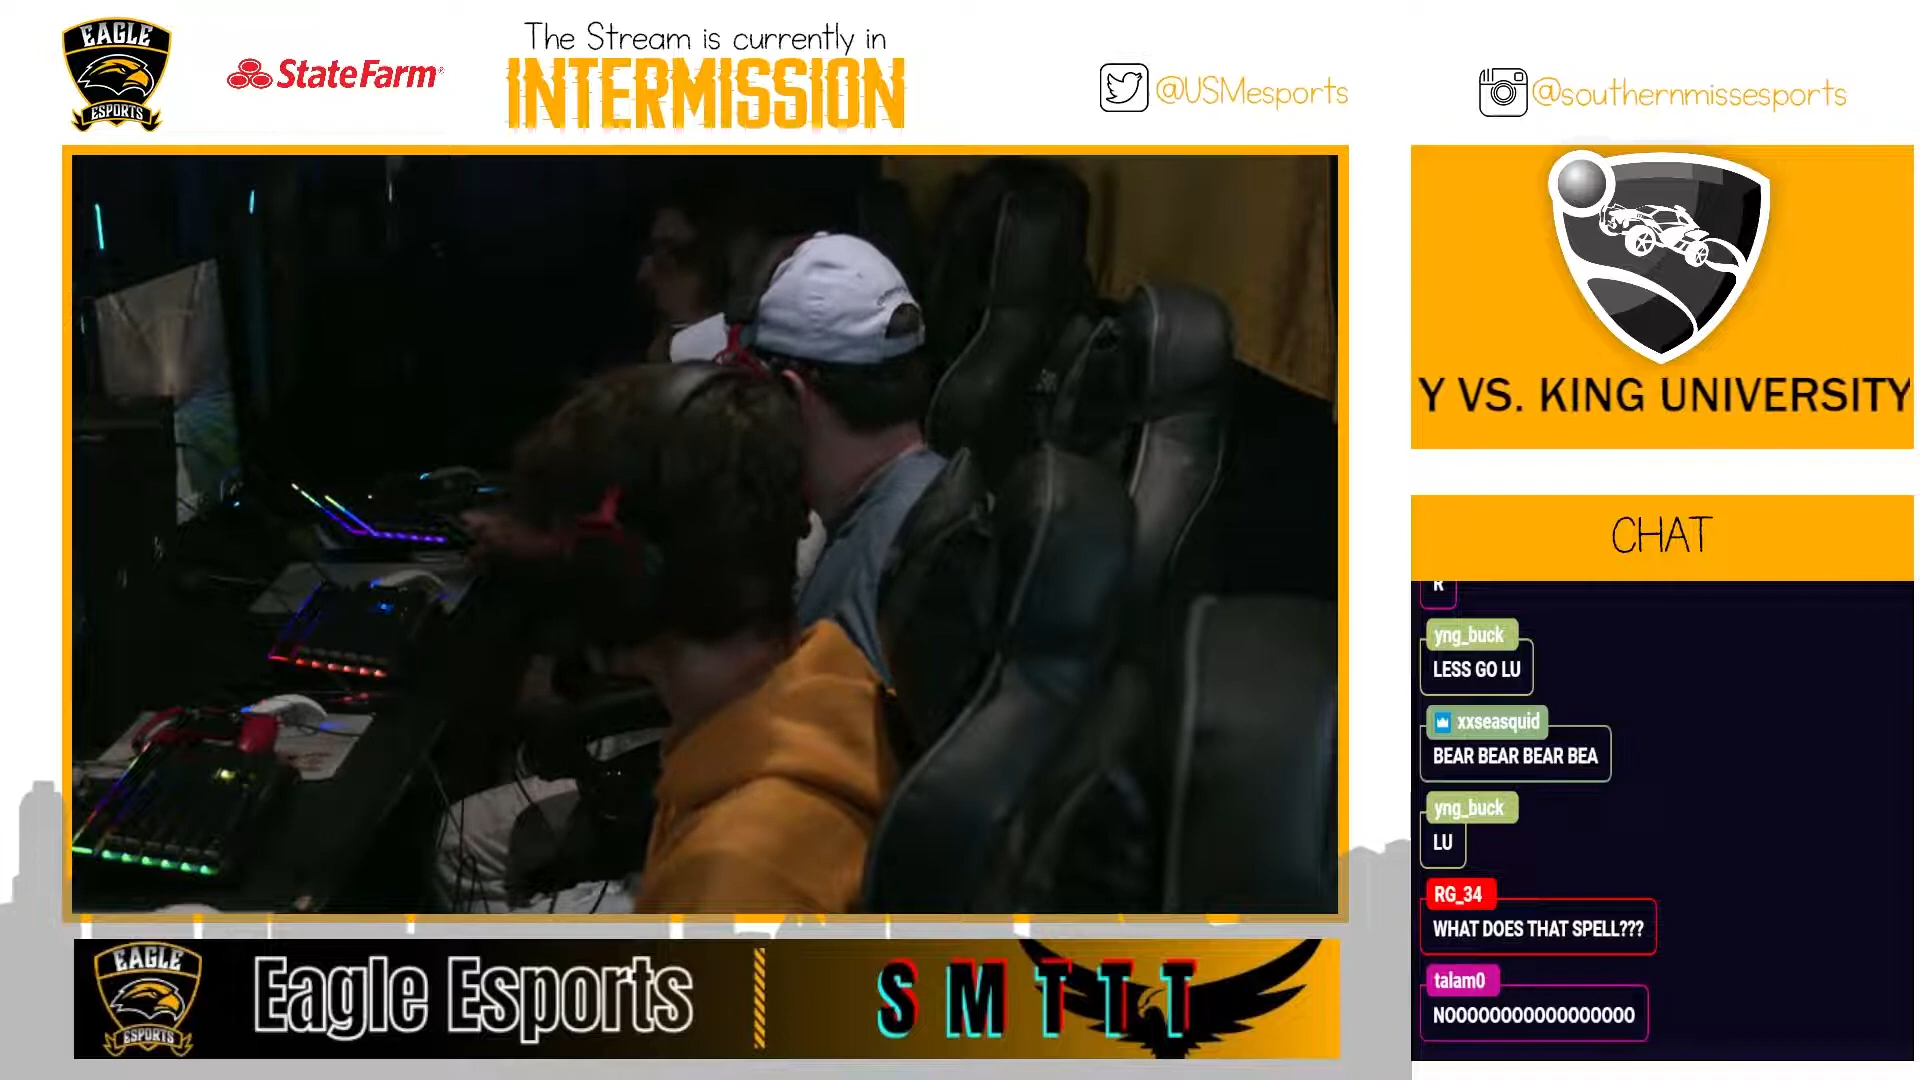 EAGLE
ESPORTS
State Farm
The Stream is currently in
INTERMISSION
@USMesports
@southernmissesports
Y VS. KING UNIVERSITY
CHAT
R
yng_buck
LESS GO LU
xxseasquid
BEAR BEAR BEAR BEA
yng_buck
LU
RG_34
WHAT DOES THAT SPELL???
talam0
NOOOOOOOOOOOOOOOOO
EAGLE
ESPORTS
Eagle Esports
SMTTT